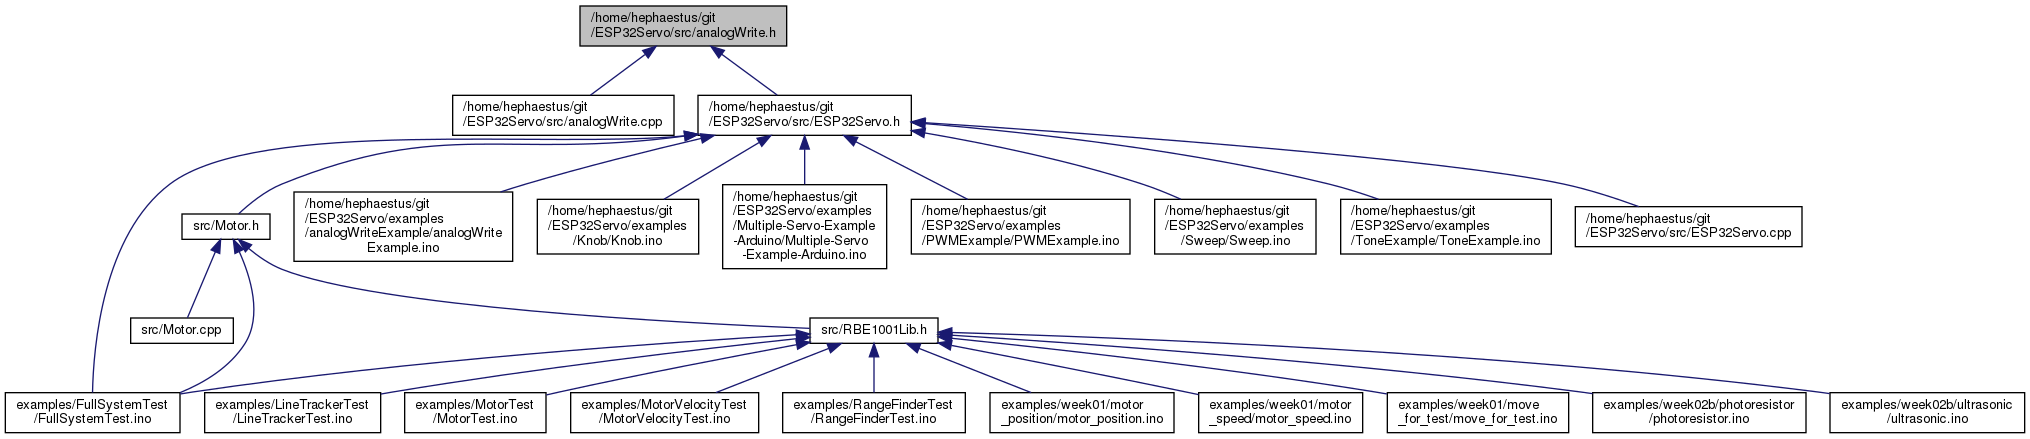 /home/hephaestus/git
/ESP32Servo/src/analogWrite.h
/home/hephaestus/git
/ESP32Servo/src/analogWrite.cpp
/home/hephaestus/git
/ESP32Servo/src/ESP32Servo.h
src/Motor.h
/home/hephaestus/git
/ESP32Servo/examples
/analogWriteExample/analogWrite
Example.ino
/home/hephaestus/git
/ESP32Servo/examples
/Knob/Knob.ino
/home/hephaestus/git
/ESP32Servo/examples
/Multiple-Servo-Example
-Arduino/Multiple-Servo
-Example-Arduino.ino
/home/hephaestus/git
/ESP32Servo/examples
/PWMExample/PWMExample.ino
/home/hephaestus/git
/ESP32Servo/examples
/Sweep/Sweep.ino
/home/hephaestus/git
/ESP32Servo/examples
/ToneExample/ToneExample.ino
/home/hephaestus/git
/ESP32Servo/src/ESP32Servo.cpp
src/Motor.cpp
src/RBE1001Lib.h
examples/FullSystemTest
/FullSystemTest.ino
examples/LineTrackerTest
/LineTrackerTest.ino
examples/MotorTest
/MotorTest.ino
examples/MotorVelocityTest
/MotorVelocityTest.ino
examples/RangeFinderTest
/RangeFinderTest.ino
examples/week01/motor
_position/motor_position.ino
examples/week01/motor
_speed/motor_speed.ino
examples/week01/move
_for_test/move_for_test.ino
examples/week02b/photoresistor
/photoresistor.ino
examples/week02b/ultrasonic
/ultrasonic.ino